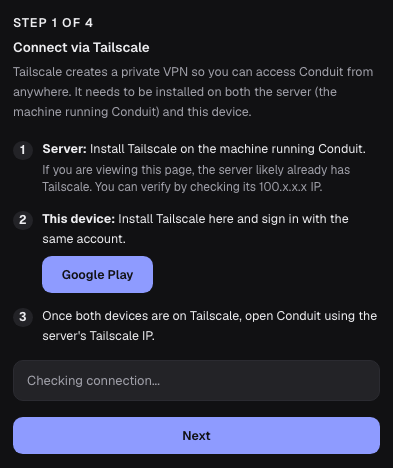 STEP 1 OF 4
Connect via Tailscale
Tailscale creates a private VPN so you can access Conduit from
anywhere. It needs to be installed on both the server (the
machine running Conduit) and this device.
1 Server: Install Tailscale on the machine running Conduit.
If you are viewing this page, the server likely already has
Tailscale. You can verify by checking its 100.x.x.x IP.
2 This device: Install Tailscale here and sign in with the
same account.
Google Play
3 Once both devices are on Tailscale, open Conduit using the
server's Tailscale IP.
Checking connection...
Next